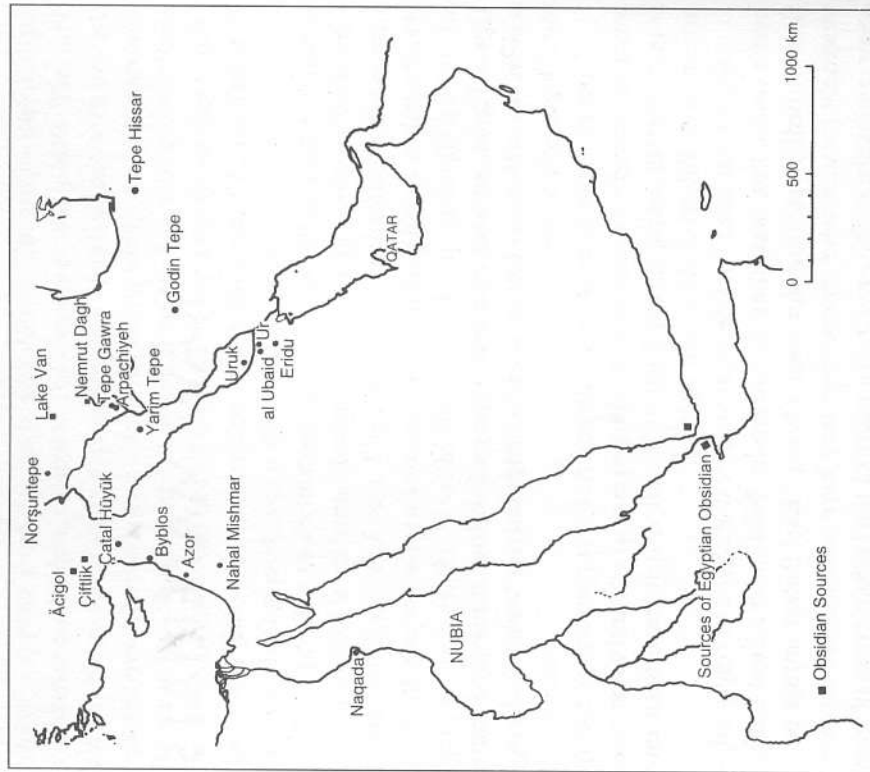 Norşuntepe
Lake Van
Äcigol
Çiftlik
Çatal Hüyük
Nemrut Dagh
Tepe Gawra
Arpachiyeh
Yarim Tepe
Tepe Hissar
Godin Tepe
Byblos
Azor
Nahal Mishmar
Uruk
Ur
al Ubaid
Eridu
QATAR
Naqada
NUBIA
Sources of Egyptian Obsidian
Obsidian Sources
0 500 1000 km